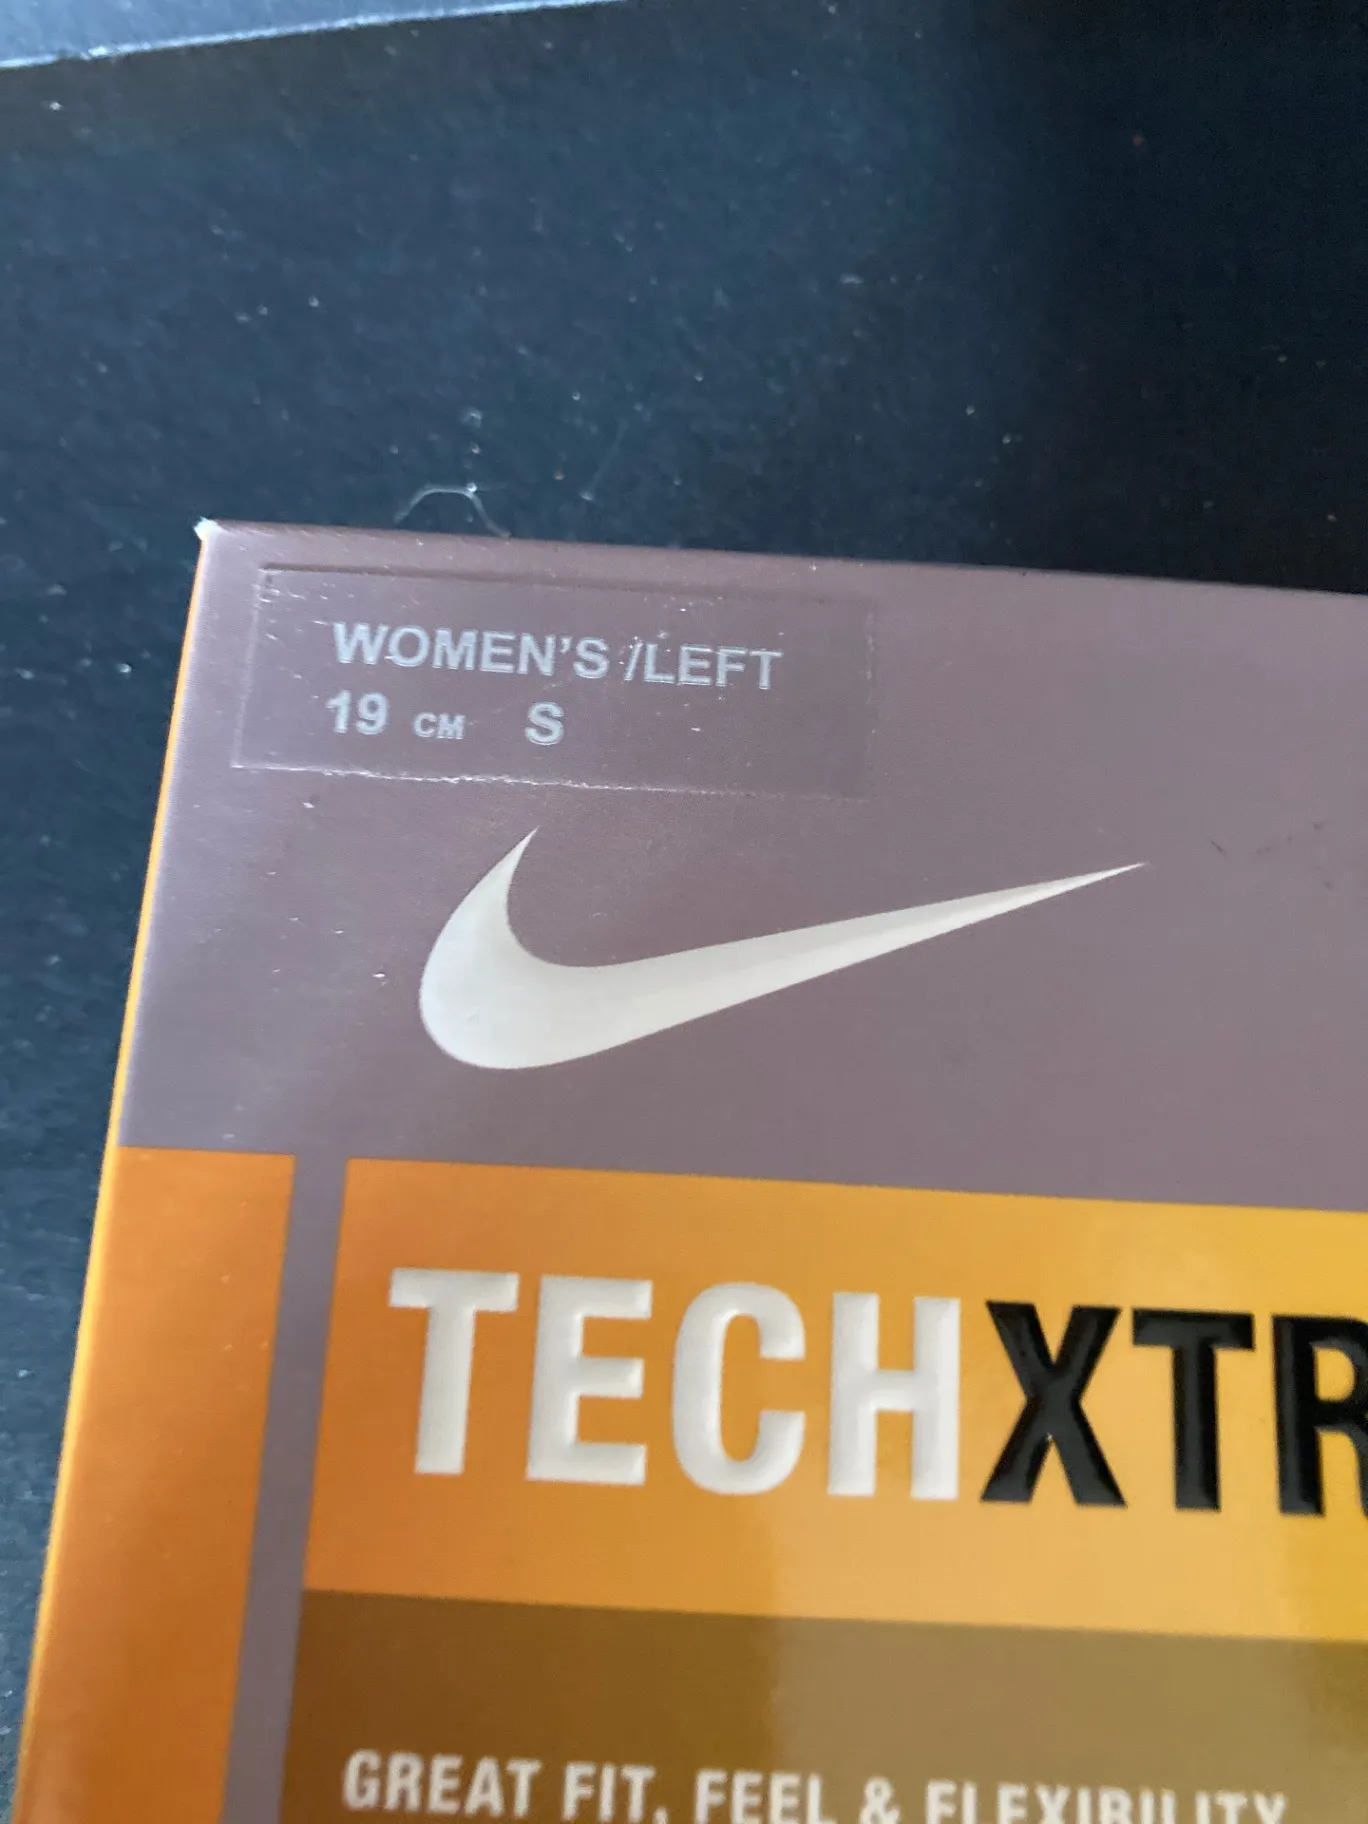 WOMEN'S /LEFT
19 CM S
TECHXTR
GREAT FIT, FEEL & FLEXIBILITY